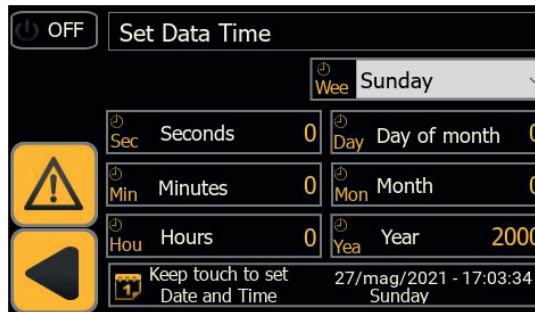 OFF
Set Data Time
Wee Sunday
Sec Seconds 0
Day Day of month 0
Min Minutes 0
Mon Month 0
Hou Hours 0
Yea Year 2000
Keep touch to set
Date and Time
27/mag/2021 - 17:03:34
Sunday